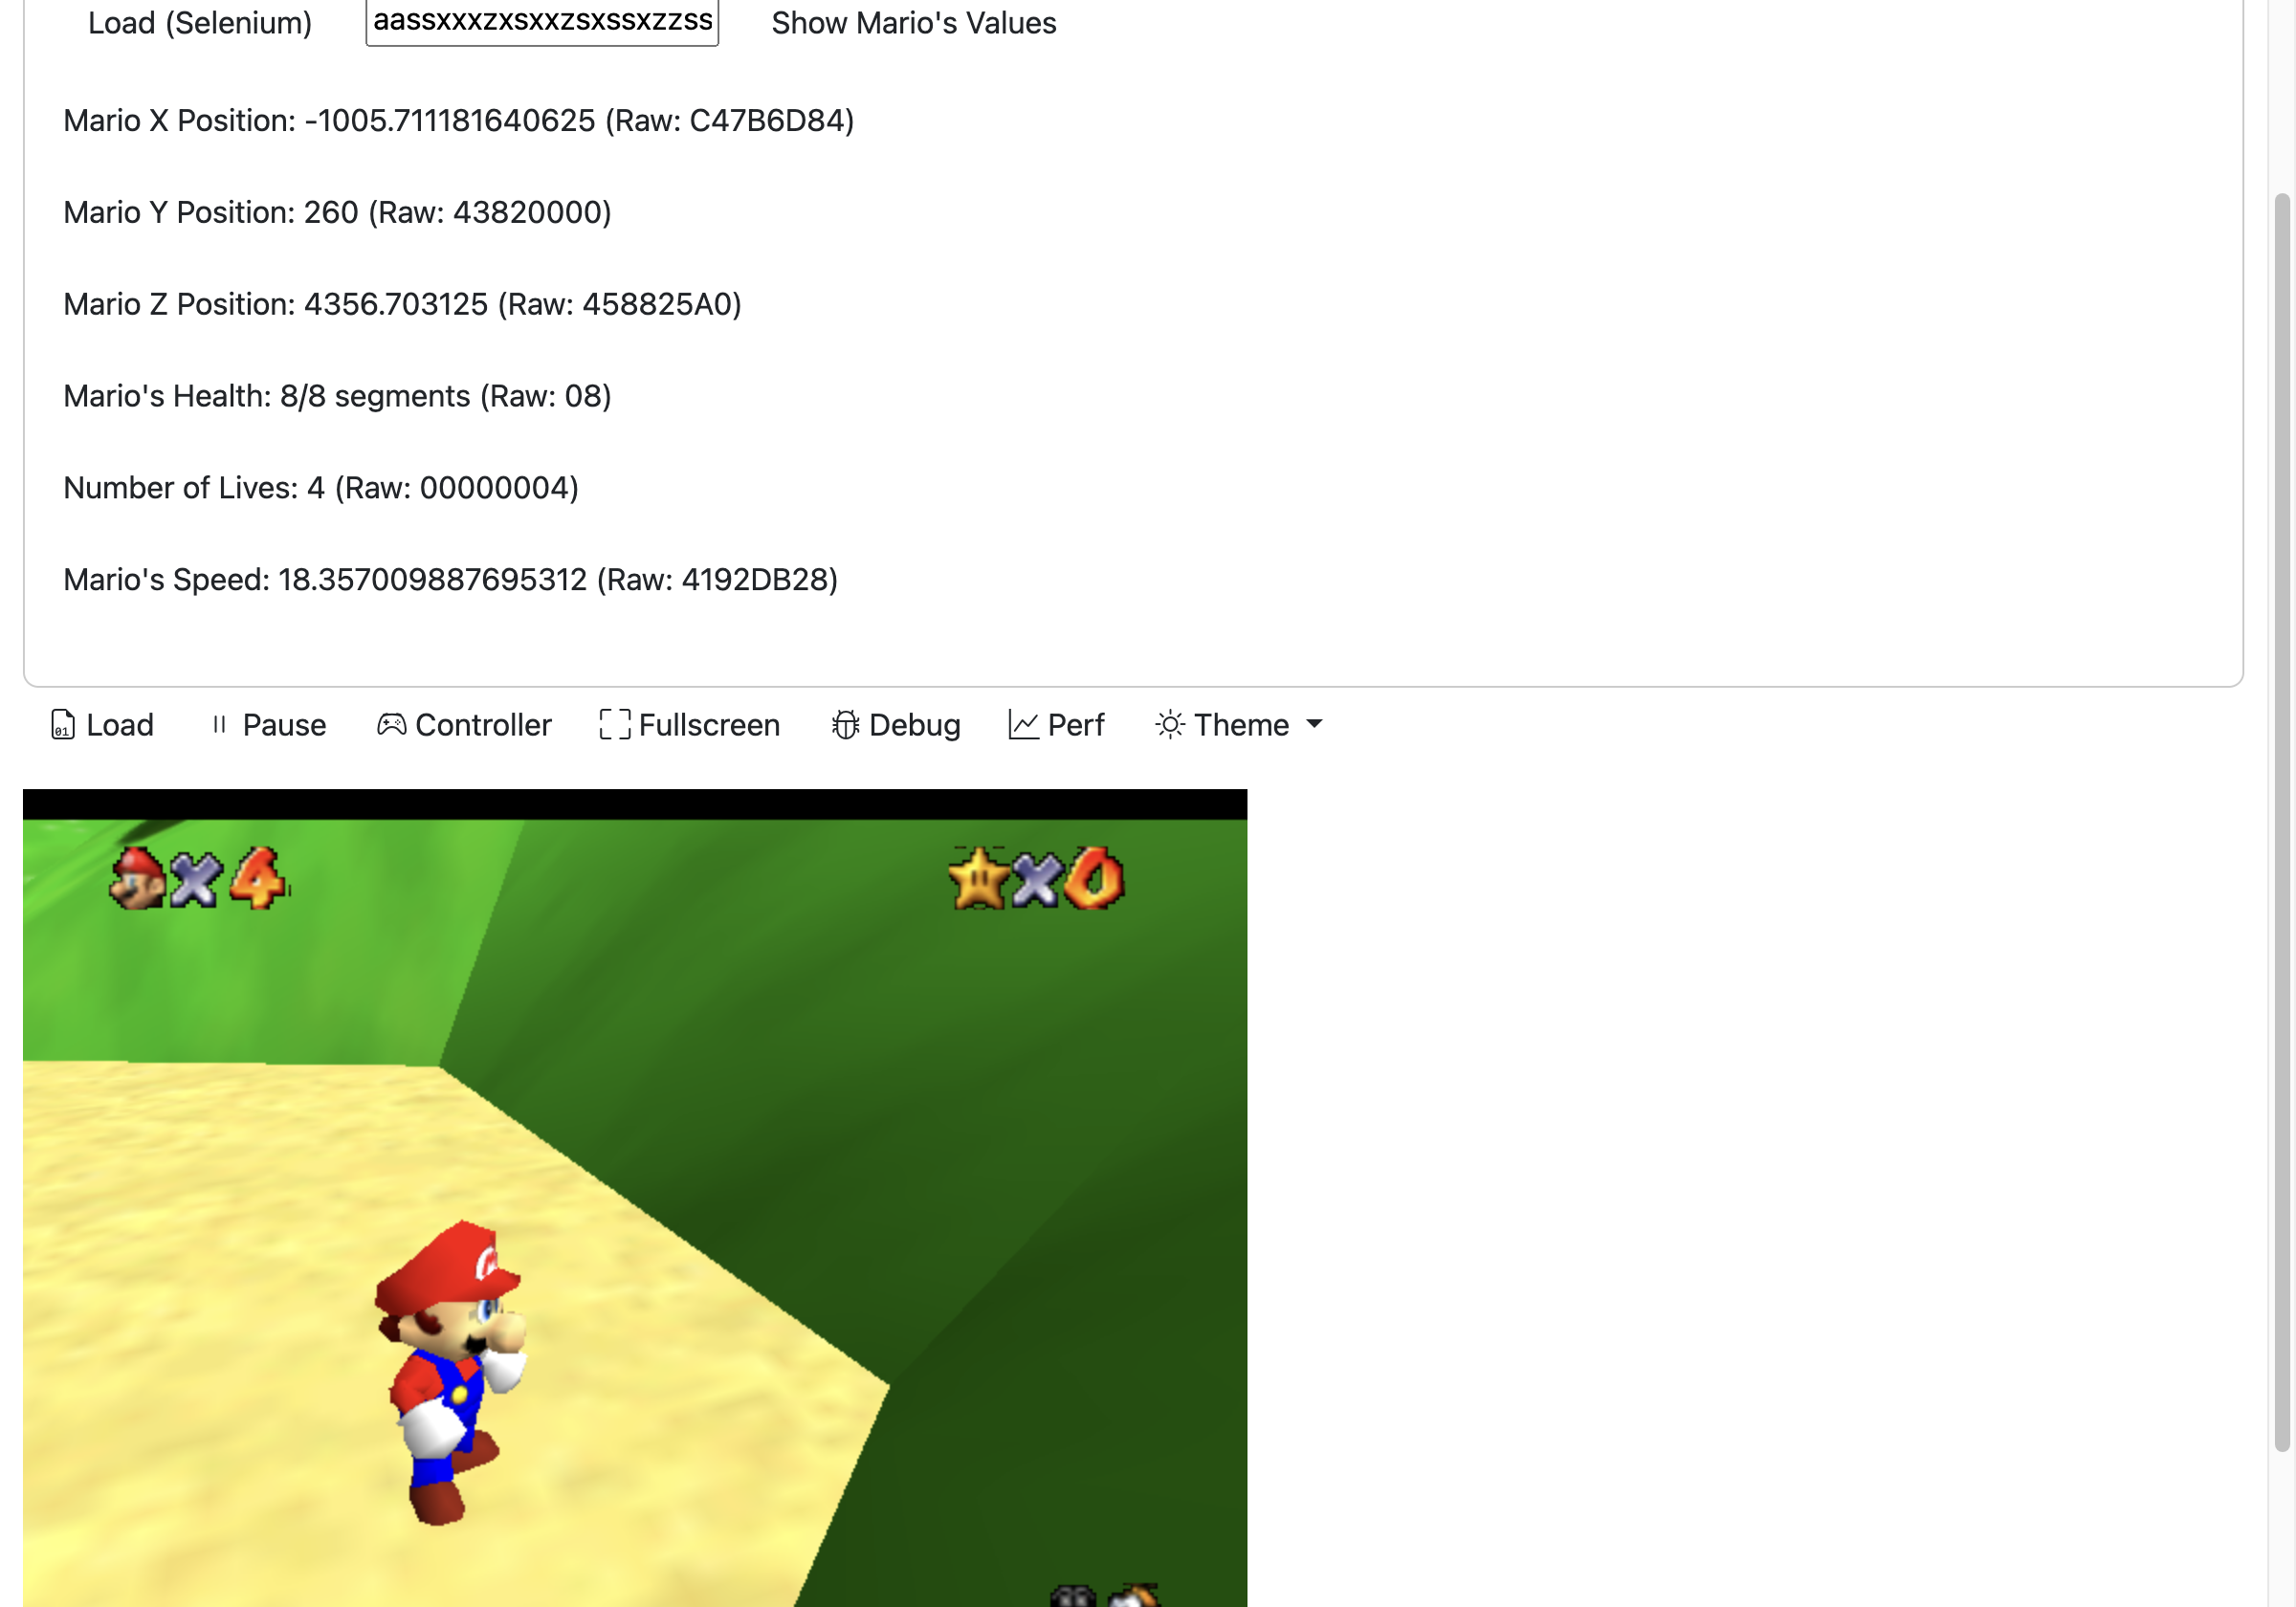 Load (Selenium) aassxxxzxsxxzsxssxzzss Show Mario's Values
Mario X Position: -1005.711181640625 (Raw: C47B6D84)
Mario Y Position: 260 (Raw: 43820000)
Mario Z Position: 4356.703125 (Raw: 458825A0)
Mario's Health: 8/8 segments (Raw: 08)
Number of Lives: 4 (Raw: 00000004)
Mario's Speed: 18.357009887695312 (Raw: 4192DB28)
Load Pause Controller Fullscreen Debug Perf Theme
×4 ×0
M